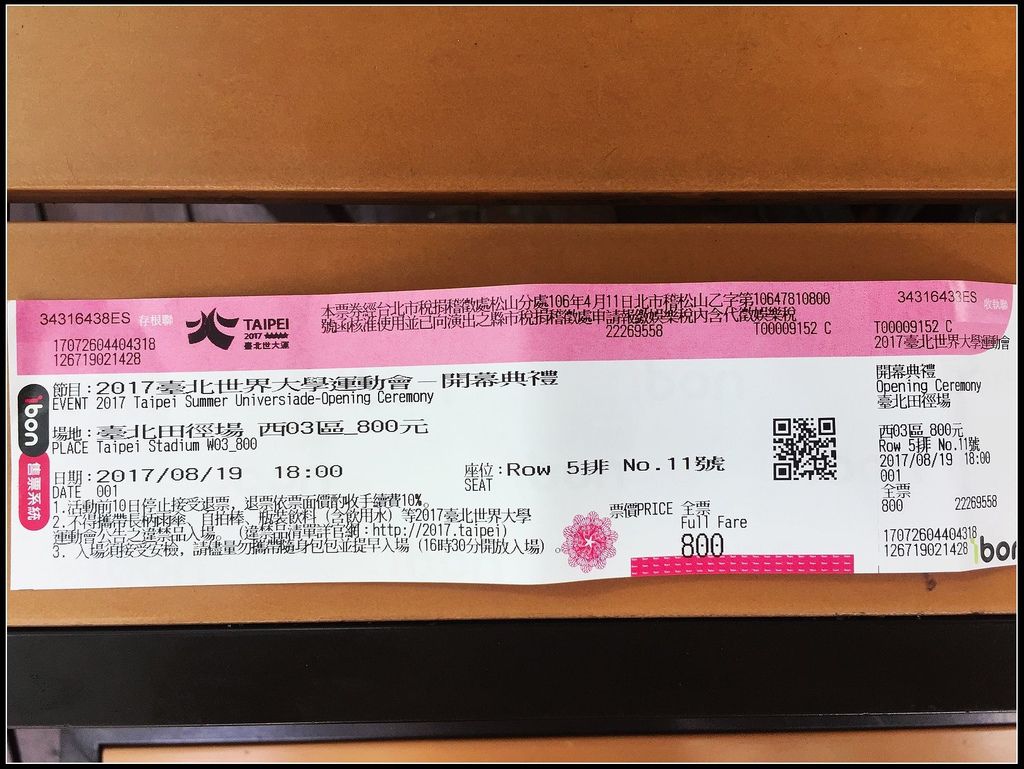 34316438ES 存根聯
17072604404318
126719021428
TAIPEI
2017
臺北世大運
本票券經台北市稅捐稽徵處松山分處106年4月11日北市稽松山乙字第10647810800
號函核准使用並已向演出之縣市稅捐稽徵處申請報繳娛樂稅內含代徵娛樂稅
22269558 T00009152 C
ibon
售票系統
節目：2017臺北世界大學運動會－開幕典禮
EVENT 2017 Taipei Summer Universiade-Opening Ceremony
場地：臺北田徑場 西03區_800元
PLACE Taipei Stadium W03_800
日期：2017/08/19 18:00
DATE 001
座位：Row 5排 No.11號
SEAT
1.活動前10日停止接受退票，退票依票面價酌收手續費10%。
2.不得攜帶長柄雨傘、自拍棒、瓶裝飲料（含飲用水）等2017臺北世界大學
運動會公告之違禁品入場。（違禁品清單詳官網：http://2017.taipei）
3. 入場須接受安檢，請儘量勿攜帶隨身包包並提早入場（16時30分開放入場）。
票價PRICE 全票
Full Fare
800
34316433ES 收執聯
T00009152 C
2017臺北世界大學運動會
開幕典禮
Opening Ceremony
臺北田徑場
西03區_800元
Row 5排 No.11號
2017/08/19 18:00
001
全票
800 22269558
17072604404318
126719021428